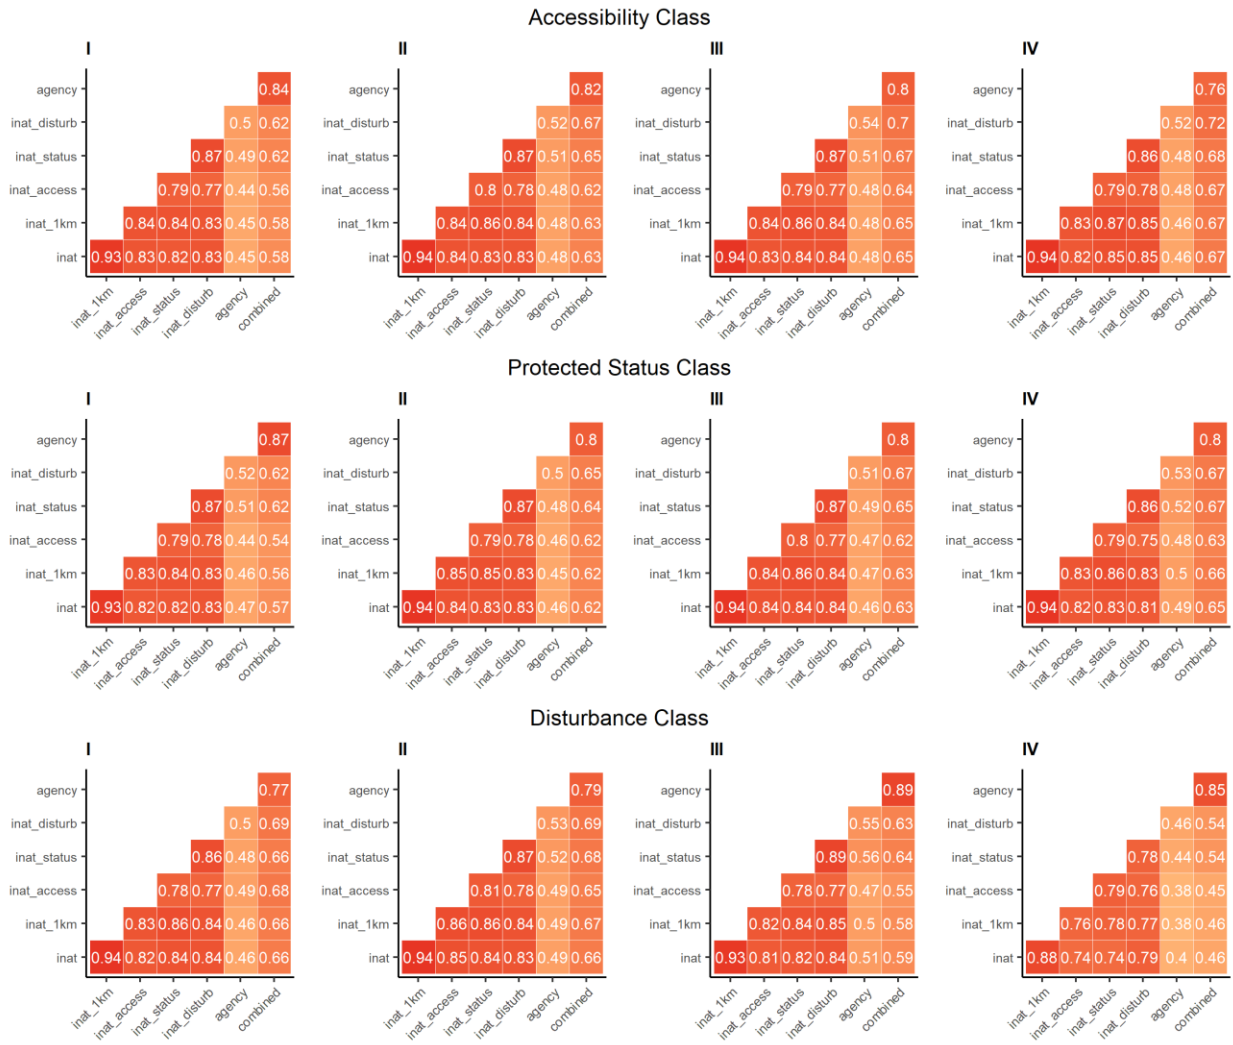 Accessibility Class
I
II
III
IV
agency 0.84
inat_disturb 0.5 0.62
inat_status 0.87 0.49 0.62
inat_access 0.79 0.77 0.44 0.56
inat_1km 0.84 0.84 0.83 0.45 0.58
inat 0.93 0.83 0.82 0.83 0.45 0.58
inat_1km inat_access inat_status inat_disturb agency combined
agency 0.82
inat_disturb 0.52 0.67
inat_status 0.87 0.51 0.65
inat_access 0.8 0.78 0.48 0.62
inat_1km 0.84 0.86 0.84 0.48 0.63
inat 0.94 0.84 0.83 0.83 0.48 0.63
inat_1km inat_access inat_status inat_disturb agency combined
agency 0.8
inat_disturb 0.54 0.7
inat_status 0.87 0.51 0.67
inat_access 0.79 0.77 0.48 0.64
inat_1km 0.84 0.86 0.84 0.48 0.65
inat 0.94 0.83 0.84 0.84 0.48 0.65
inat_1km inat_access inat_status inat_disturb agency combined
agency 0.76
inat_disturb 0.52 0.72
inat_status 0.86 0.48 0.68
inat_access 0.79 0.78 0.48 0.67
inat_1km 0.83 0.87 0.85 0.46 0.67
inat 0.94 0.82 0.85 0.85 0.46 0.67
inat_1km inat_access inat_status inat_disturb agency combined
Protected Status Class
I
II
III
IV
agency 0.87
inat_disturb 0.52 0.62
inat_status 0.87 0.51 0.62
inat_access 0.79 0.78 0.44 0.54
inat_1km 0.83 0.84 0.83 0.46 0.56
inat 0.93 0.82 0.82 0.83 0.47 0.57
inat_1km inat_access inat_status inat_disturb agency combined
agency 0.8
inat_disturb 0.5 0.65
inat_status 0.87 0.48 0.64
inat_access 0.79 0.78 0.46 0.62
inat_1km 0.85 0.85 0.83 0.45 0.62
inat 0.94 0.84 0.83 0.83 0.46 0.62
inat_1km inat_access inat_status inat_disturb agency combined
agency 0.8
inat_disturb 0.51 0.67
inat_status 0.87 0.49 0.65
inat_access 0.8 0.77 0.47 0.62
inat_1km 0.84 0.86 0.84 0.47 0.63
inat 0.94 0.84 0.84 0.84 0.46 0.63
inat_1km inat_access inat_status inat_disturb agency combined
agency 0.8
inat_disturb 0.53 0.67
inat_status 0.86 0.52 0.67
inat_access 0.79 0.75 0.48 0.63
inat_1km 0.83 0.86 0.83 0.5 0.66
inat 0.94 0.82 0.83 0.81 0.49 0.65
inat_1km inat_access inat_status inat_disturb agency combined
Disturbance Class
I
II
III
IV
agency 0.77
inat_disturb 0.5 0.69
inat_status 0.86 0.48 0.66
inat_access 0.78 0.77 0.49 0.68
inat_1km 0.83 0.86 0.84 0.46 0.66
inat 0.94 0.82 0.84 0.84 0.46 0.66
inat_1km inat_access inat_status inat_disturb agency combined
agency 0.79
inat_disturb 0.53 0.69
inat_status 0.87 0.52 0.68
inat_access 0.81 0.78 0.49 0.65
inat_1km 0.86 0.86 0.84 0.49 0.67
inat 0.94 0.85 0.84 0.83 0.49 0.66
inat_1km inat_access inat_status inat_disturb agency combined
agency 0.89
inat_disturb 0.55 0.63
inat_status 0.89 0.56 0.64
inat_access 0.78 0.77 0.47 0.55
inat_1km 0.82 0.84 0.85 0.5 0.58
inat 0.93 0.81 0.82 0.84 0.51 0.59
inat_1km inat_access inat_status inat_disturb agency combined
agency 0.85
inat_disturb 0.46 0.54
inat_status 0.78 0.44 0.54
inat_access 0.79 0.76 0.38 0.45
inat_1km 0.76 0.78 0.77 0.38 0.46
inat 0.88 0.74 0.74 0.79 0.4 0.46
inat_1km inat_access inat_status inat_disturb agency combined